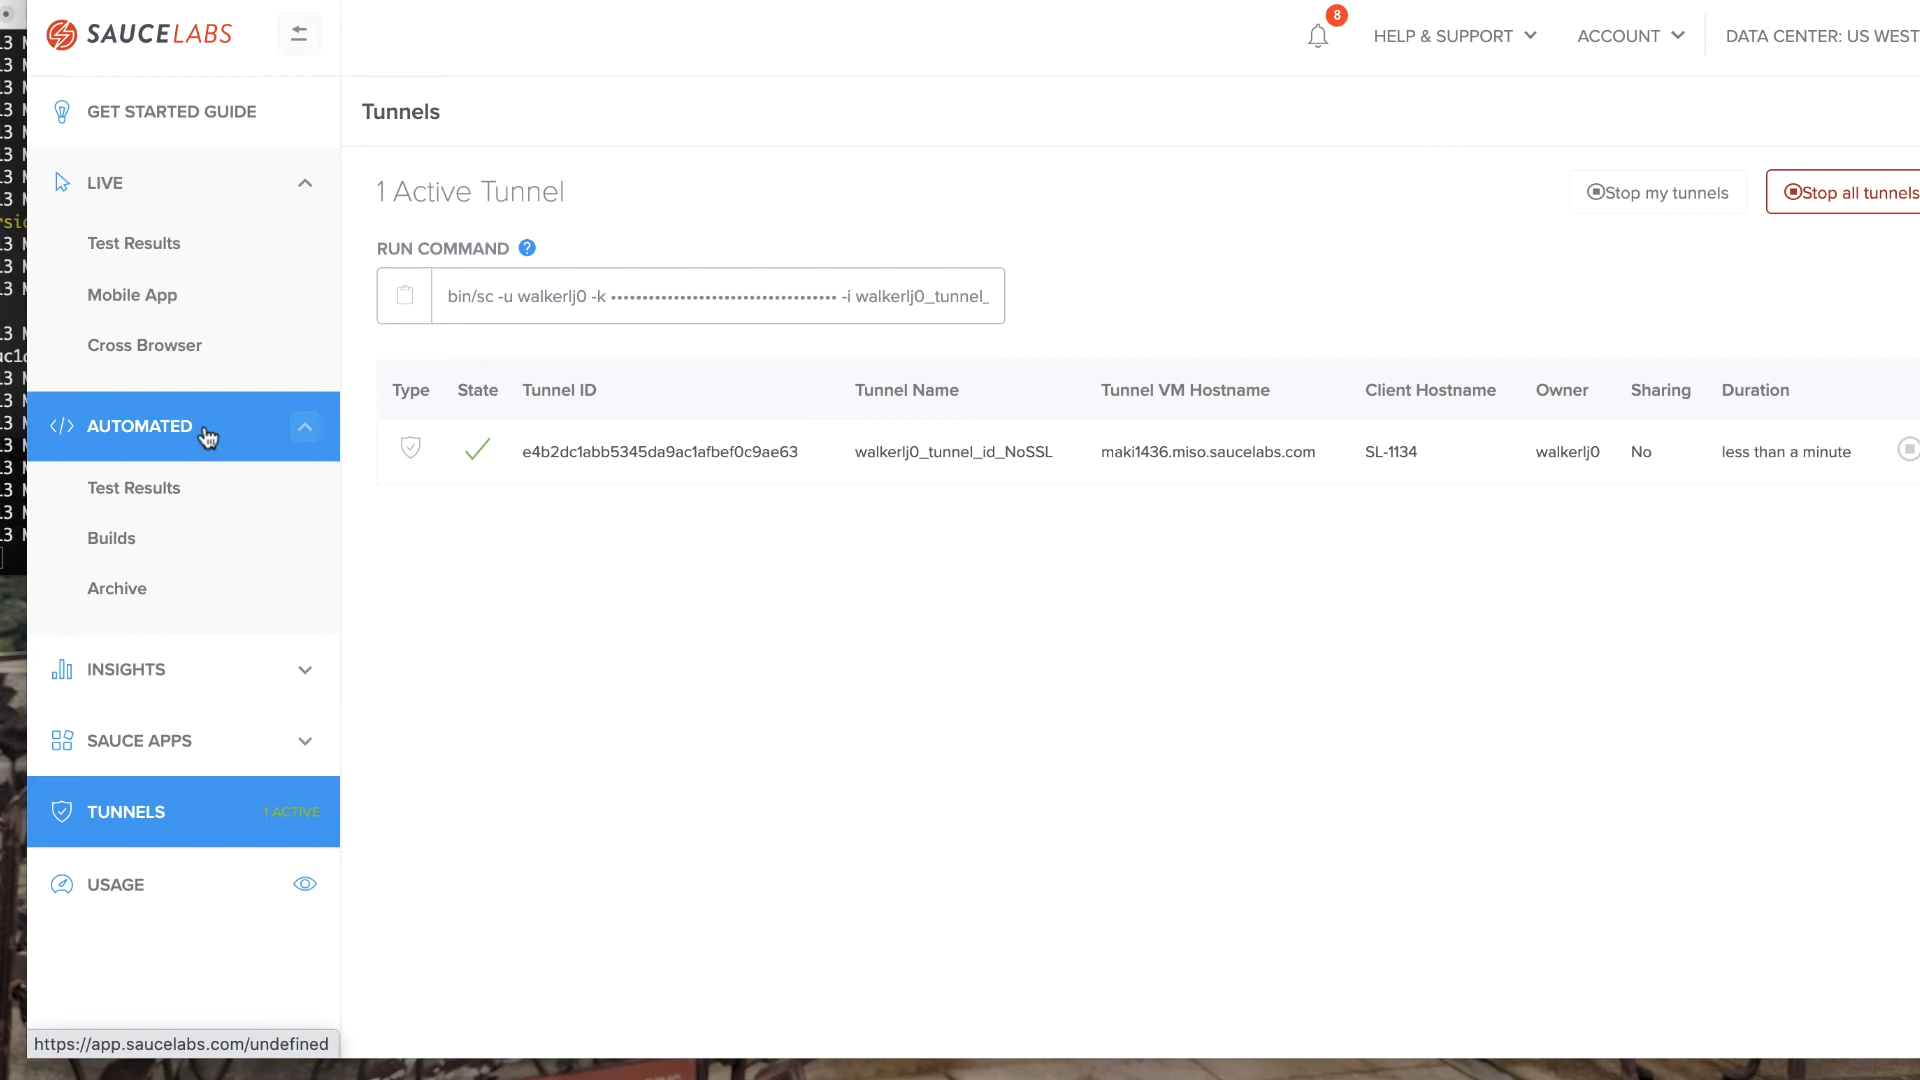 SAUCELABS
8
HELP & SUPPORT
ACCOUNT
DATA CENTER: US WEST
GET STARTED GUIDE
Tunnels
LIVE
1 Active Tunnel
Stop my tunnels
Stop all tunnels
Test Results
RUN COMMAND ?
Mobile App
bin/sc -u walkerlj0 -k •••••••••••••••••••••••••••••••••••• -i walkerlj0_tunnel_
Cross Browser
Type State Tunnel ID Tunnel Name Tunnel VM Hostname Client Hostname Owner Sharing Duration
</> AUTOMATED
e4b2dc1abb5345da9ac1afbef0c9ae63 walkerlj0_tunnel_id_NoSSL maki1436.miso.saucelabs.com SL-1134 walkerlj0 No less than a minute
Test Results
Builds
Archive
INSIGHTS
SAUCE APPS
TUNNELS 1 ACTIVE
USAGE
https://app.saucelabs.com/undefined